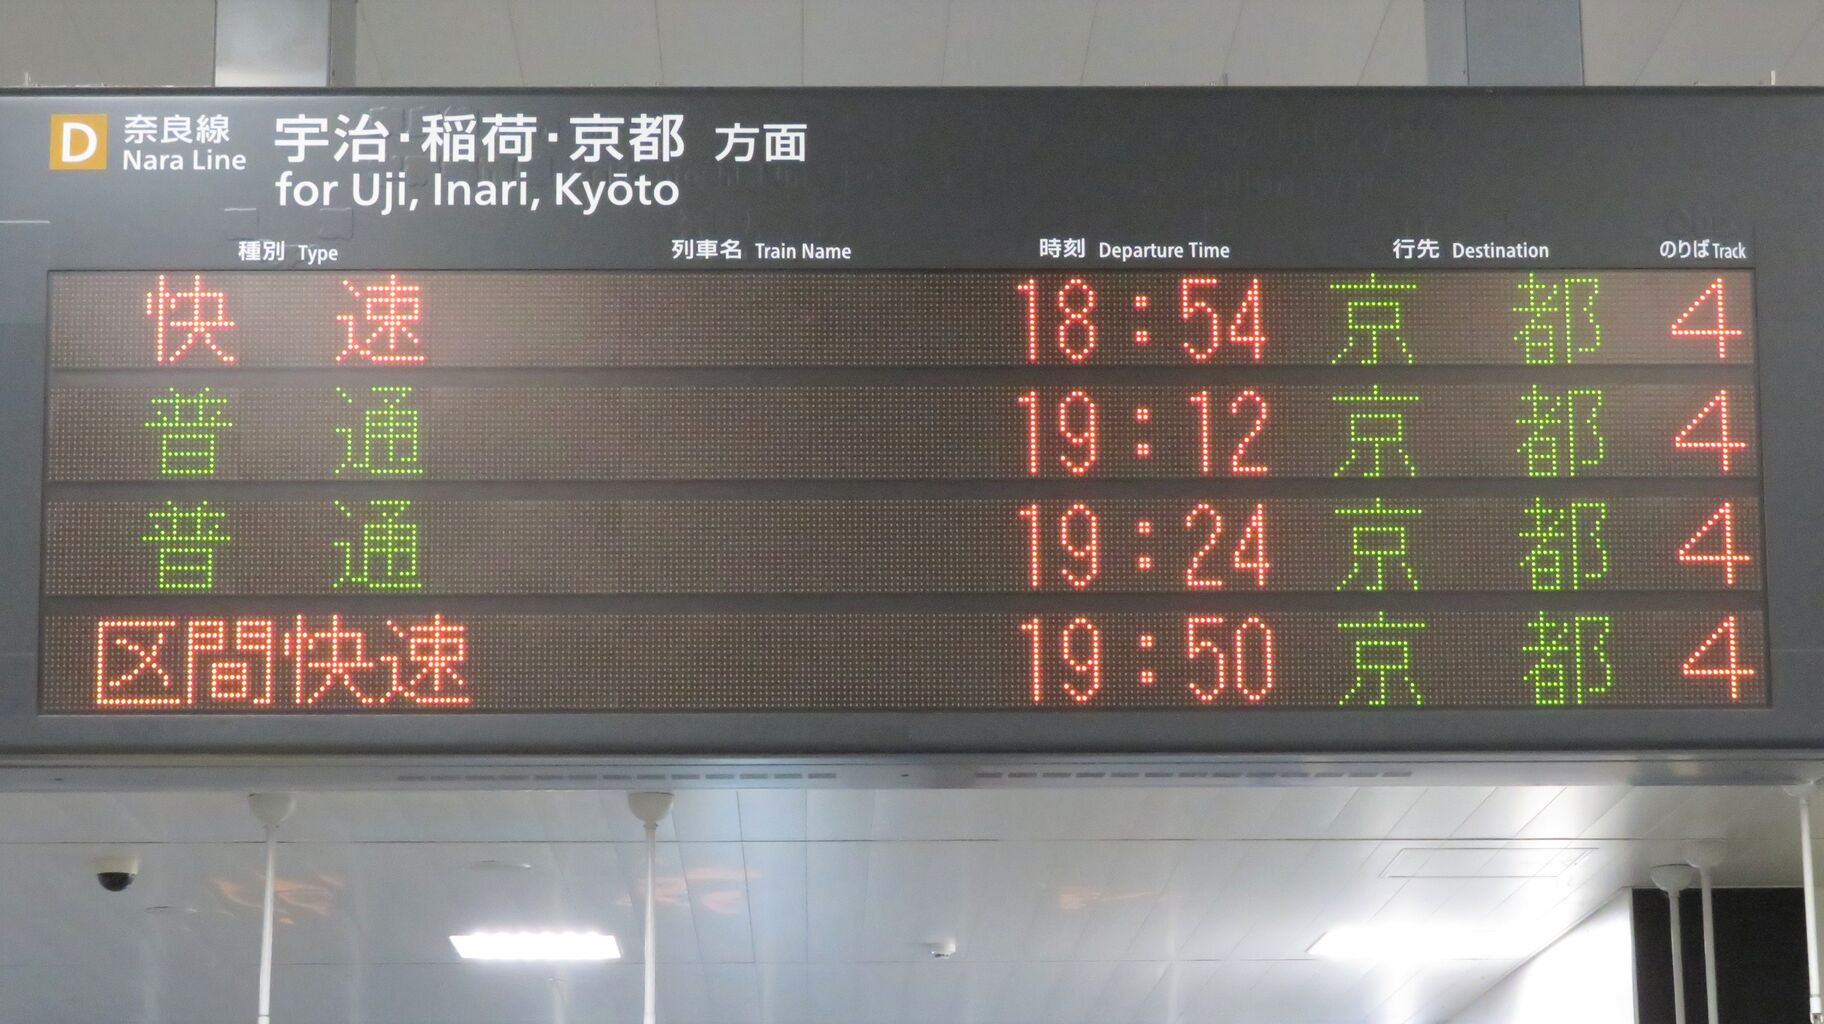 D 奈良線 宇治・稲荷・京都 方面
Nara Line for Uji, Inari, Kyōto
種別 Type 列車名 Train Name 時刻 Departure Time 行先 Destination のりば Track
快速 18:54 京都 4
普通 19:12 京都 4
普通 19:24 京都 4
区間快速 19:50 京都 4